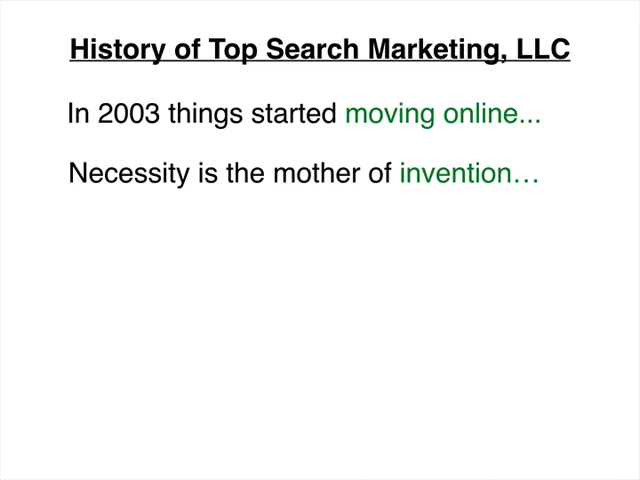 History of Top Search Marketing, LLC
In 2003 things started moving online...
Necessity is the mother of invention…